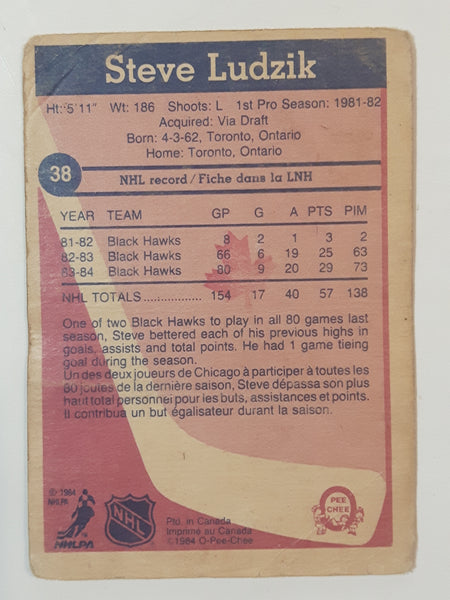 Steve Ludzik
Ht: 5'11" Wt: 186 Shoots: L 1st Pro Season: 1981-82
Acquired: Via Draft
Born: 4-3-62, Toronto, Ontario
Home: Toronto, Ontario
38
NHL record/Fiche dans la LNH
YEAR TEAM GP G A PTS PIM
81-82 Black Hawks 8 2 1 3 2
82-83 Black Hawks 66 6 19 25 63
83-84 Black Hawks 80 9 20 29 73
NHL TOTALS............... 154 17 40 57 138
One of two Black Hawks to play in all 80 games last
season, Steve bettered each of his previous highs in
goals, assists and total points. He had 1 game tieing
goal during the season.
Un des deux joueurs de Chicago à participer à toutes les
80 joutes de la dernière saison, Steve dépassa son plus
haut total personnel pour les buts, assistances et points.
Il contribua un but égalisateur durant la saison.
© 1984
NHLPA
NHLPA
NHL
Ptd. in Canada
Imprimé au Canada
©1984 O-Pee-Chee
PEE
CHEE